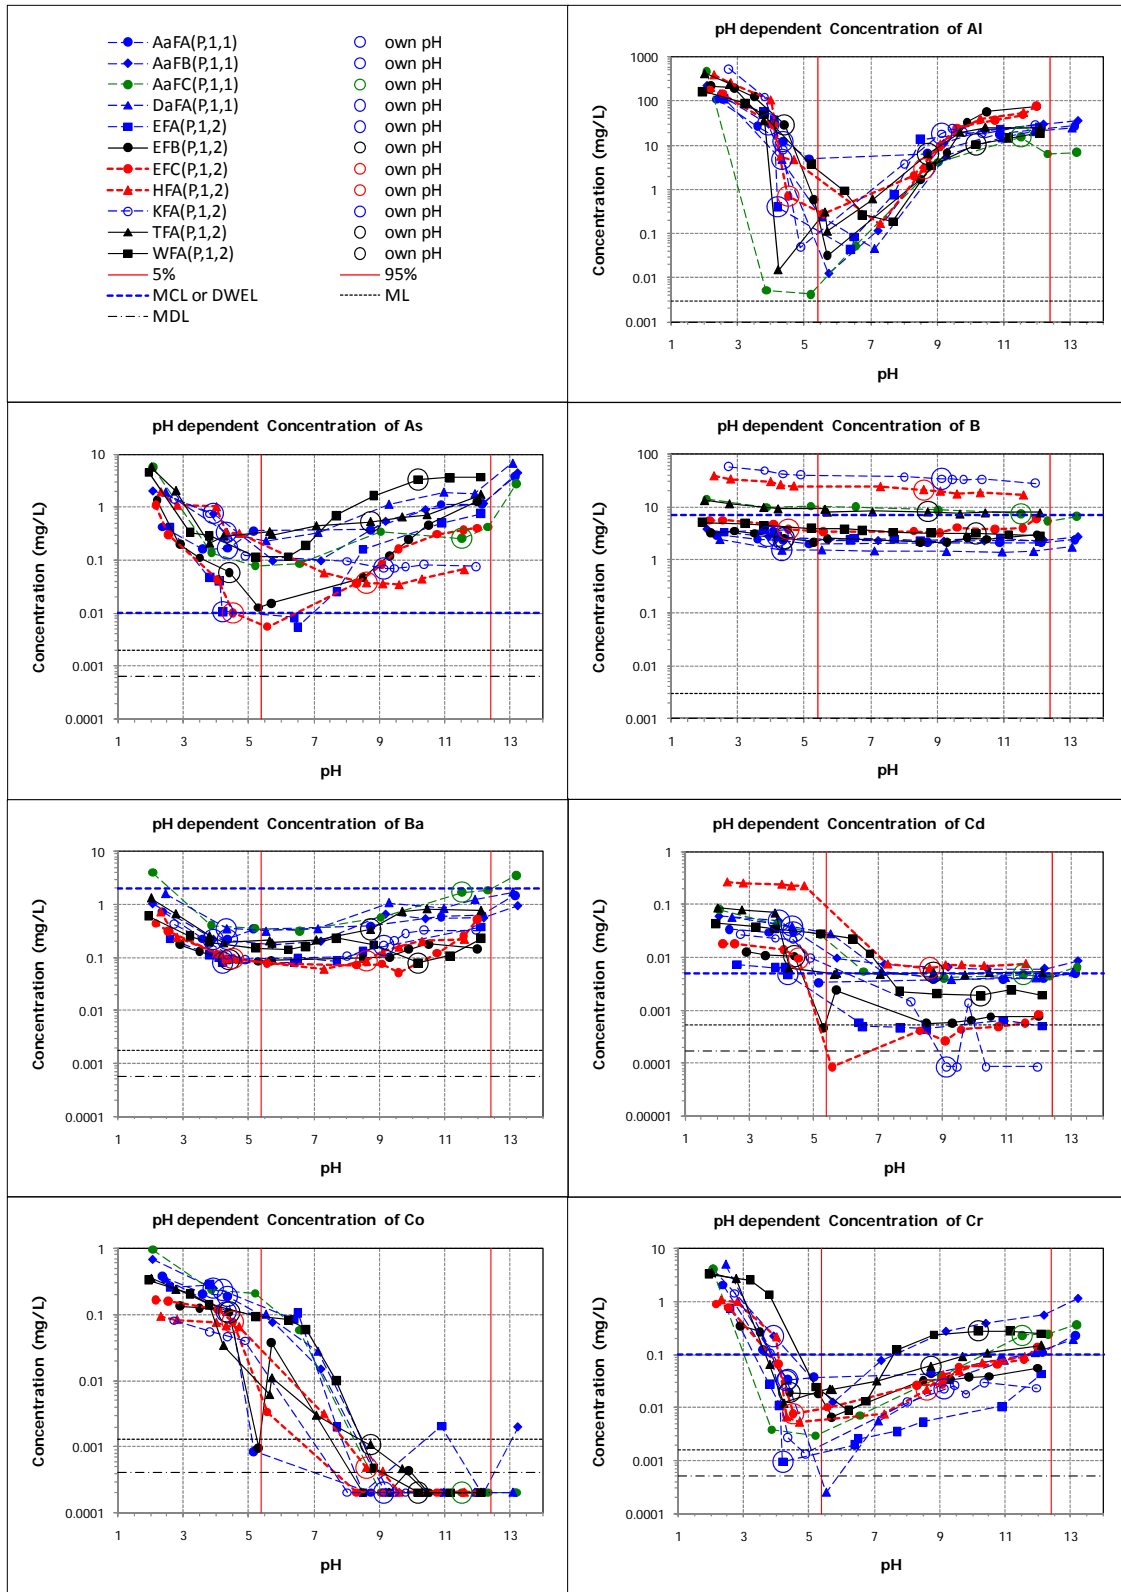 AaFA(P,1,1) own pH
AaFB(P,1,1) own pH
AaFC(P,1,1) own pH
DaFA(P,1,1) own pH
EFA(P,1,2) own pH
EFB(P,1,2) own pH
EFC(P,1,2) own pH
HFA(P,1,2) own pH
KFA(P,1,2) own pH
TFA(P,1,2) own pH
WFA(P,1,2) own pH
5% 95%
MCL or DWEL ML
MDL
pH dependent Concentration of Al
Concentration (mg/L)
1000
100
10
1
0.1
0.01
0.001
1 3 5 7 9 11 13
pH
pH dependent Concentration of As
Concentration (mg/L)
10
1
0.1
0.01
0.001
0.0001
1 3 5 7 9 11 13
pH
pH dependent Concentration of B
Concentration (mg/L)
100
10
1
0.1
0.01
0.001
1 3 5 7 9 11 13
pH
pH dependent Concentration of Ba
Concentration (mg/L)
10
1
0.1
0.01
0.001
0.0001
1 3 5 7 9 11 13
pH
pH dependent Concentration of Cd
Concentration (mg/L)
1
0.1
0.01
0.001
0.0001
0.00001
1 3 5 7 9 11 13
pH
pH dependent Concentration of Co
Concentration (mg/L)
1
0.1
0.01
0.001
0.0001
1 3 5 7 9 11 13
pH
pH dependent Concentration of Cr
Concentration (mg/L)
10
1
0.1
0.01
0.001
0.0001
1 3 5 7 9 11 13
pH